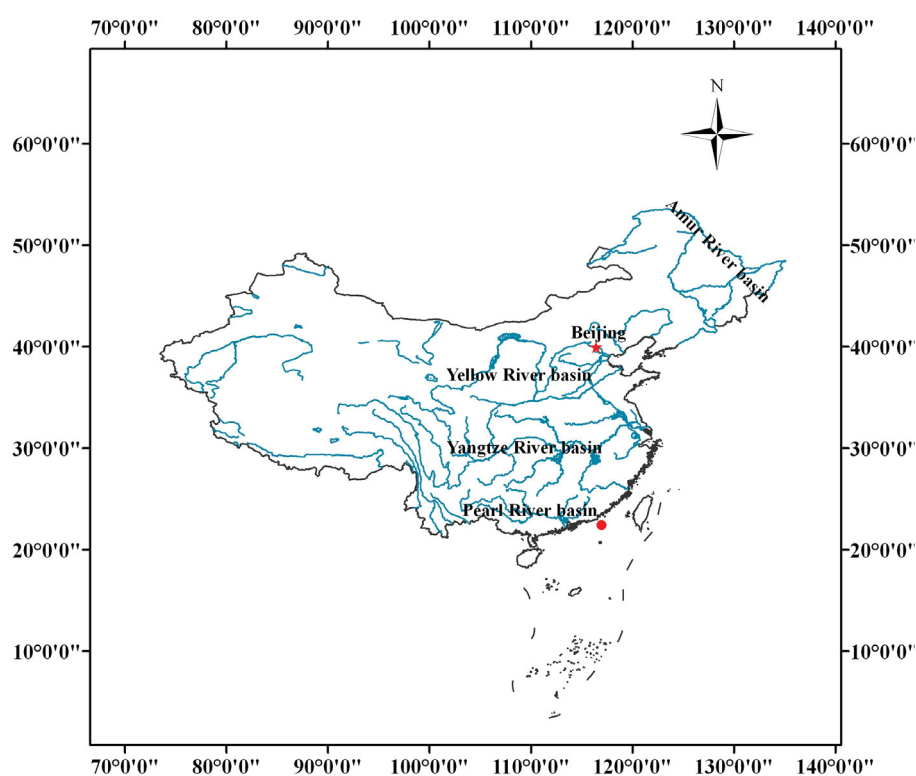 70°0'0" 80°0'0" 90°0'0" 100°0'0" 110°0'0" 120°0'0" 130°0'0" 140°0'0"
N
60°0'0" 60°0'0"
Amur River basin
50°0'0" 50°0'0"
Beijing
40°0'0" 40°0'0"
Yellow River basin
30°0'0" 30°0'0"
Yangtze River basin
Pearl River basin
20°0'0" 20°0'0"
10°0'0" 10°0'0"
70°0'0" 80°0'0" 90°0'0" 100°0'0" 110°0'0" 120°0'0" 130°0'0" 140°0'0"